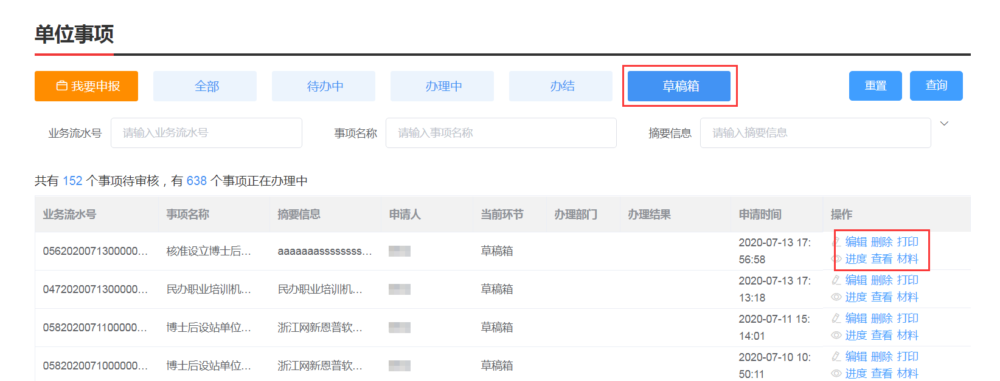 单位事项
我要申报 全部 待办中 办理中 办结 草稿箱 重置 查询
业务流水号 请输入业务流水号 事项名称 请输入事项名称 摘要信息 请输入摘要信息
共有 152 个事项待审核，有 638 个事项正在办理中
业务流水号 事项名称 摘要信息 申请人 当前环节 办理部门 办理结果 申请时间 操作
0562020071300000... 核准设立博士后... aaaaaaassssssss... 草稿箱 2020-07-13 17: 编辑 删除 打印
56:58 进度 查看 材料
0472020071300000... 民办职业培训机... 民办职业培训机... 草稿箱 2020-07-13 17: 编辑 删除 打印
13:18 进度 查看 材料
0582020071100000... 博士后设站单位... 浙江网新恩普软... 草稿箱 2020-07-11 15: 编辑 删除 打印
14:01 进度 查看 材料
0582020071000000... 博士后设站单位... 浙江网新恩普软... 草稿箱 2020-07-10 10: 编辑 删除 打印
50:11 进度 查看 材料